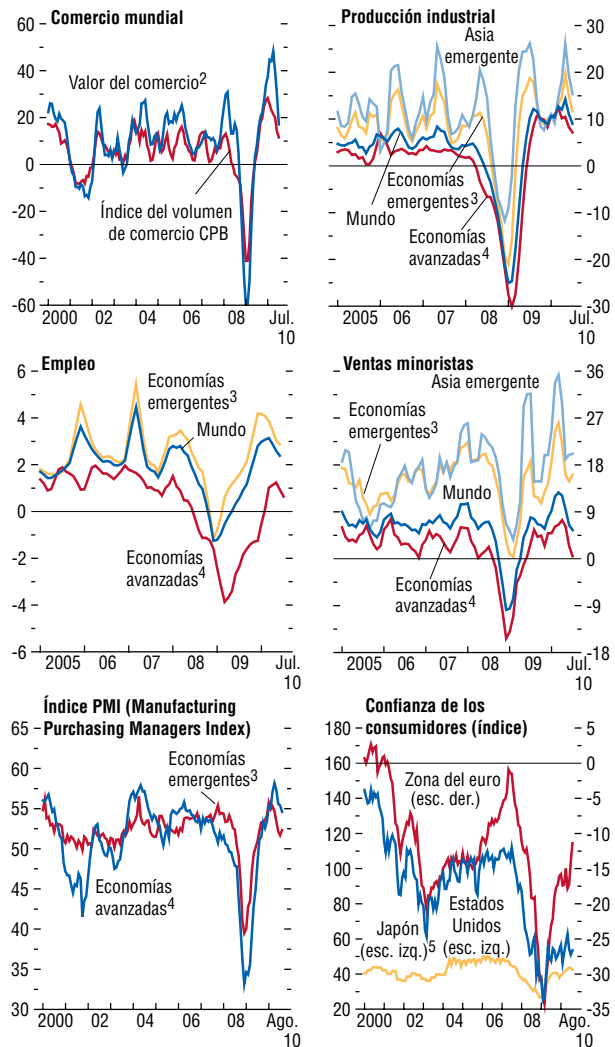 Comercio mundial
60
40
20
0
-20
-40
-60
Valor del comercio²
Índice del volumen
de comercio CPB
2000 02 04 06 08 Jul.
10
Producción industrial
30
20
10
0
-10
-20
-30
Asia
emergente
Economías
emergentes³
Mundo
Economías
avanzadas⁴
2005 06 07 08 09 Jul.
10
Empleo
6
4
2
0
-2
-4
-6
Economías
emergentes³
Mundo
Economías
avanzadas⁴
2005 06 07 08 09 Jul.
10
Ventas minoristas
36
27
18
9
0
-9
-18
Asia emergente
Economías
emergentes³
Mundo
Economías
avanzadas⁴
2005 06 07 08 09 Jul.
10
Índice PMI (Manufacturing
Purchasing Managers Index)
65
60
55
50
45
40
35
30
Economías
emergentes³
Economías
avanzadas⁴
2000 02 04 06 08 Ago.
10
Confianza de los
consumidores (índice)
180
160
140
120
100
80
60
40
20
5
0
-5
-10
-15
-20
-25
-30
-35
Zona del euro
(esc. der.)
Japón
(esc. izq.)⁵
Estados
Unidos
(esc. izq.)
2000 02 04 06 08 Ago.
10